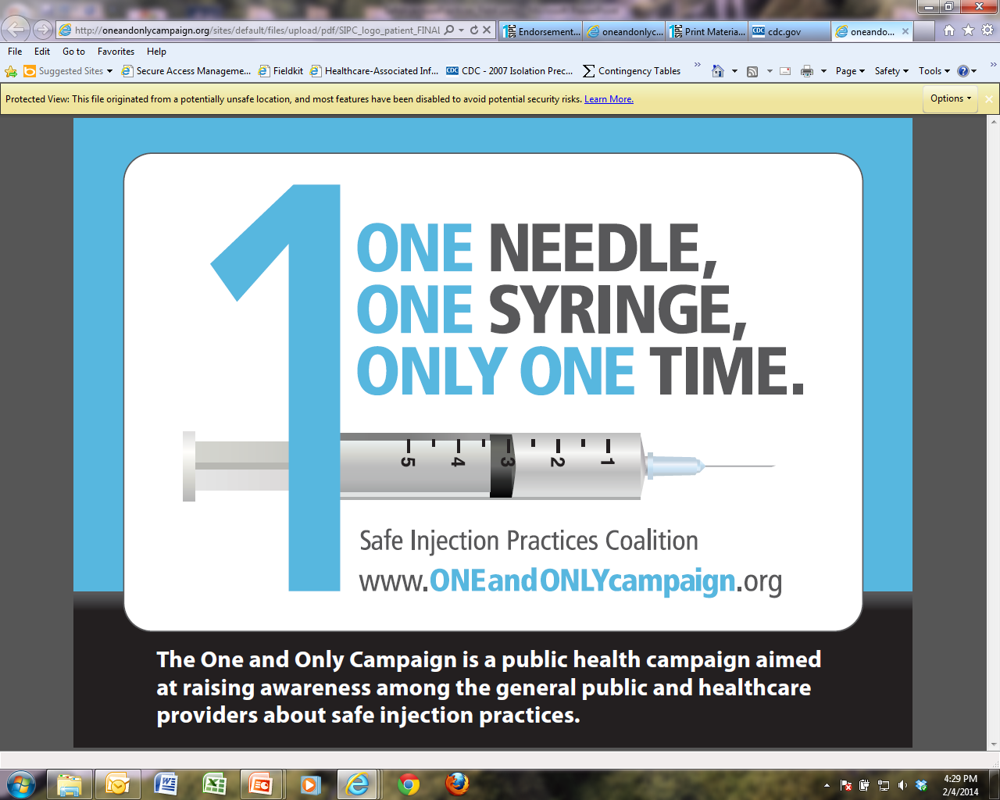 http://oneandonlycampaign.org/sites/default/files/upload/pdf/SIPC_logo_patient_FINAL
Endorsement...
oneandonlyc...
Print Materia...
CDC cdc.gov
oneando...
File Edit Go to Favorites Help
Suggested Sites
Secure Access Manageme...
Fieldkit
Healthcare-Associated Inf...
CDC CDC - 2007 Isolation Prec...
Contingency Tables
Page Safety Tools
Protected View: This file originated from a potentially unsafe location, and most features have been disabled to avoid potential security risks. Learn More.
Options
1
ONE NEEDLE,
ONE SYRINGE,
ONLY ONE TIME.
5 4 3 2 1
Safe Injection Practices Coalition
www.ONEandONLYcampaign.org
The One and Only Campaign is a public health campaign aimed
at raising awareness among the general public and healthcare
providers about safe injection practices.
4:29 PM
2/4/2014